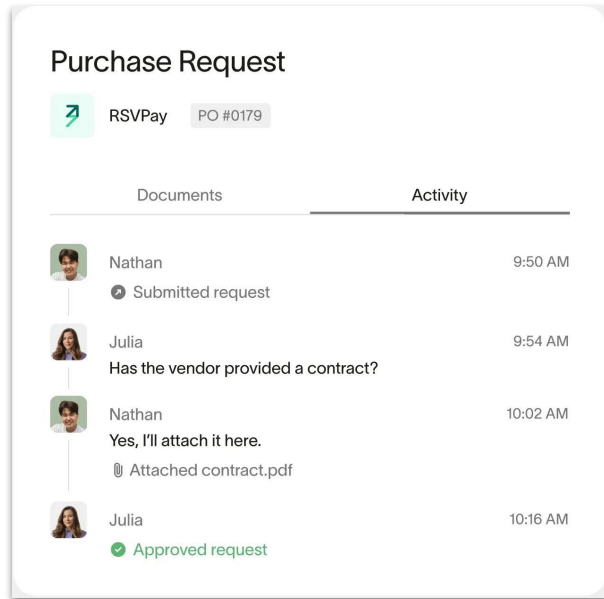 Purchase Request
RSVPay PO #0179
Documents Activity
Nathan 9:50 AM
Submitted request
Julia 9:54 AM
Has the vendor provided a contract?
Nathan 10:02 AM
Yes, I'll attach it here.
Attached contract.pdf
Julia 10:16 AM
Approved request